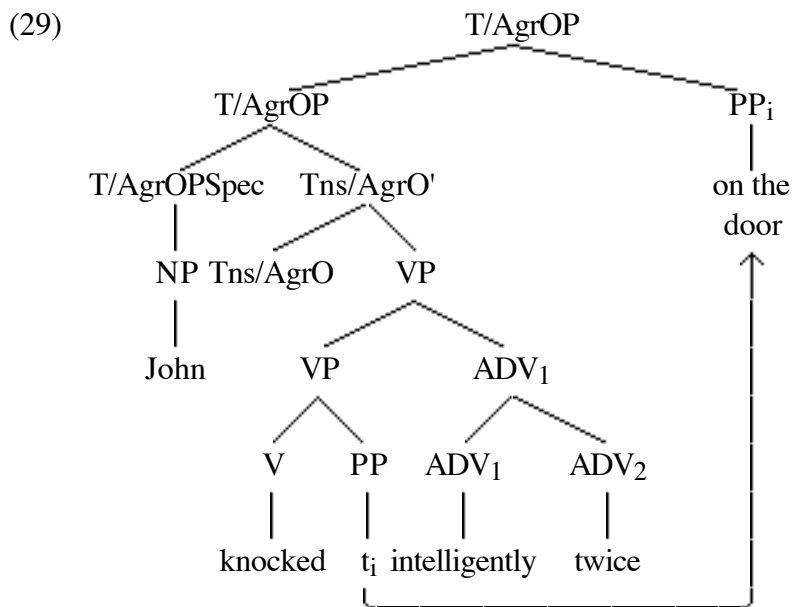 (29) T/AgrOP
T/AgrOP PPi
T/AgrOPSpec Tns/AgrO' on the
door
NP Tns/AgrO VP
John VP ADV1
V PP ADV1 ADV2
knocked ti intelligently twice